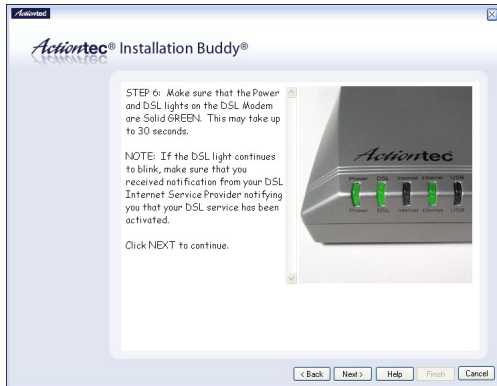 Actiontec
Actiontec® Installation Buddy®
STEP 6: Make sure that the Power
and DSL lights on the DSL Modem
are Solid GREEN. This may take up
to 30 seconds.
NOTE: If the DSL light continues
to blink, make sure that you
received notification from your DSL
Internet Service Provider notifying
you that your DSL service has been
activated.
Click NEXT to continue.
Actiontec
Power DSL Internet Ethernet USB
Power DSL Internet Ethernet USB
< Back Next > Help Finish Cancel